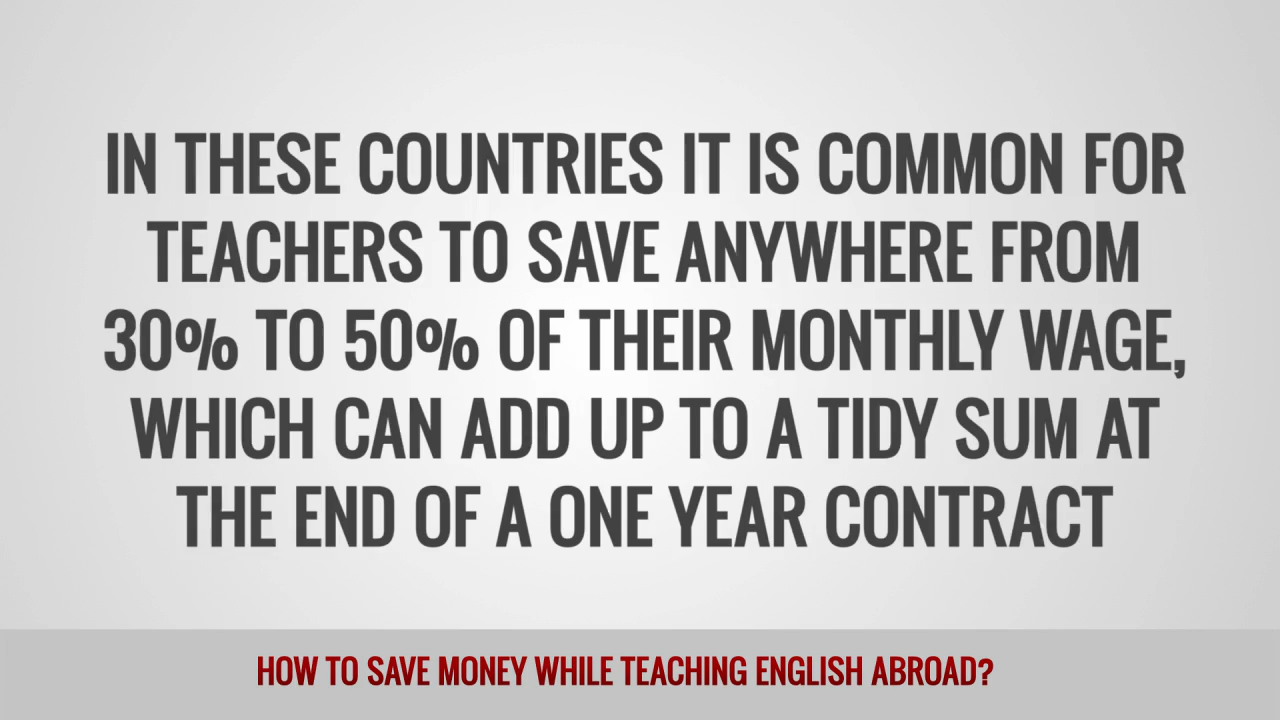 IN THESE COUNTRIES IT IS COMMON FOR
TEACHERS TO SAVE ANYWHERE FROM
30% TO 50% OF THEIR MONTHLY WAGE,
WHICH CAN ADD UP TO A TIDY SUM AT
THE END OF A ONE YEAR CONTRACT
HOW TO SAVE MONEY WHILE TEACHING ENGLISH ABROAD?